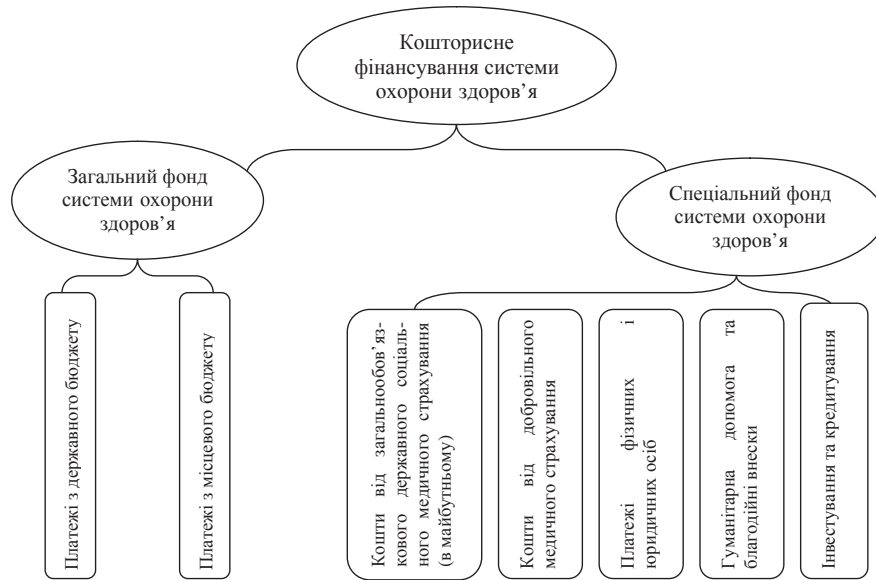 Кошторисне
фінансування системи
охорони здоров’я
Загальний фонд
системи охорони
здоров’я
Спеціальний фонд
системи охорони
здоров’я
Платежі з державного бюджету
Платежі з місцевого бюджету
Кошти від загальнообов’яз-
кового державного соціаль-
ного медичного страхування
(в майбутньому)
Кошти від добровільного
медичного страхування
Платежі фізичних і
юридичних осіб
Гуманітарна допомога та
благодійні внески
Інвестування та кредитування